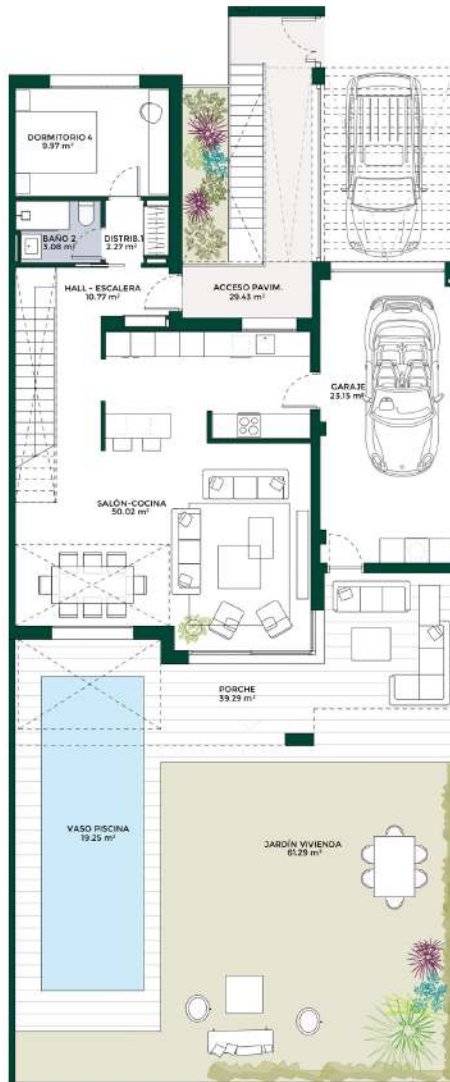 DORMITORIO 4
9.97 m²
BAÑO 2
3.08 m²
DISTRIB.1
2.27 m²
HALL - ESCALERA
10.77 m²
ACCESO PAVIM.
29.43 m²
GARAJE
23.15 m²
SALÓN-COCINA
50.02 m²
PORCHE
39.29 m²
VASO PISCINA
19.25 m²
JARDÍN VIVIENDA
61.29 m²